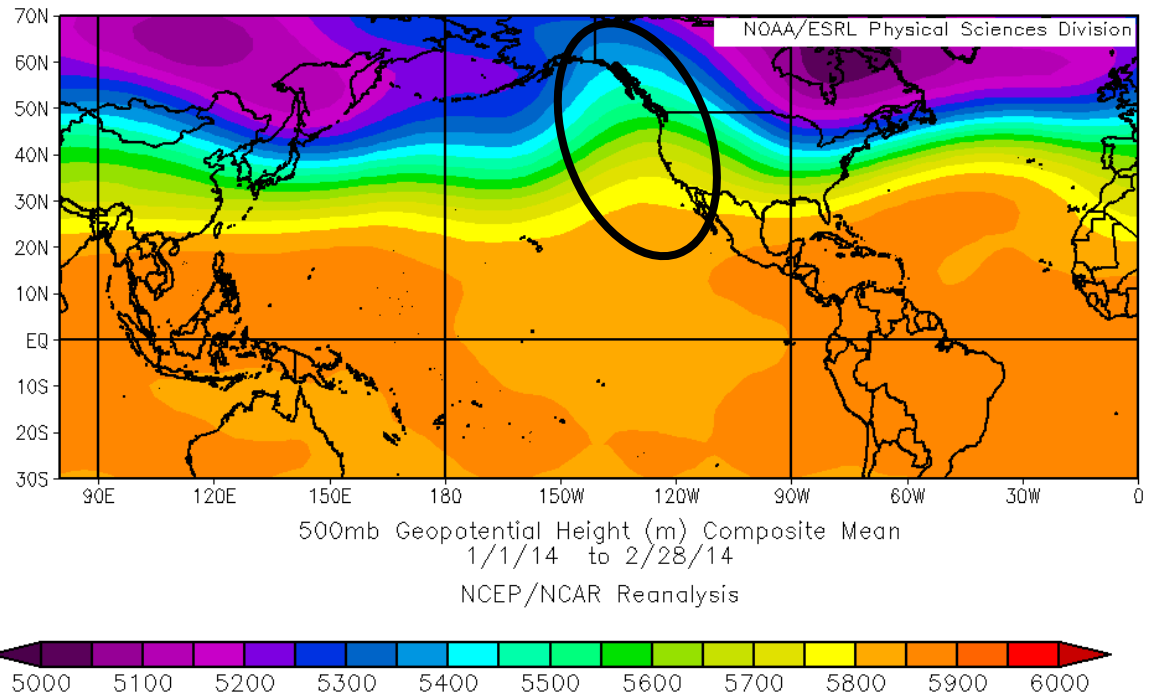 70N
NOAA/ESRL Physical Sciences Division
60N
50N
40N
30N
20N
10N
EQ
10S
20S
30S
90E 120E 150E 180 150W 120W 90W 60W 30W 0
500mb Geopotential Height (m) Composite Mean
1/1/14 to 2/28/14
NCEP/NCAR Reanalysis
5000 5100 5200 5300 5400 5500 5600 5700 5800 5900 6000